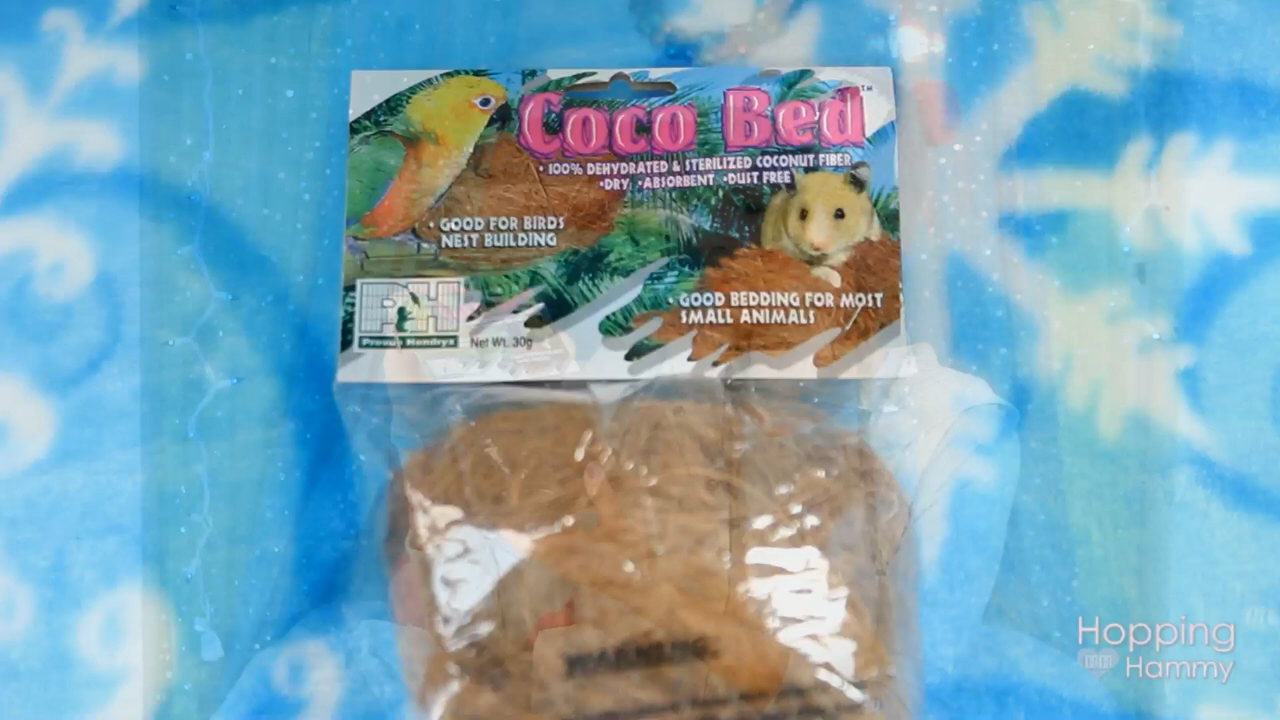 Coco Bed™
• 100% DEHYDRATED & STERILIZED COCONUT FIBER
•DRY •ABSORBENT •DUST FREE
• GOOD FOR BIRDS
NEST BUILDING
• GOOD BEDDING FOR MOST
SMALL ANIMALS
PH
Prevue Hendryx
Net Wt. 30g
WARNING
Hopping
HH Hammy